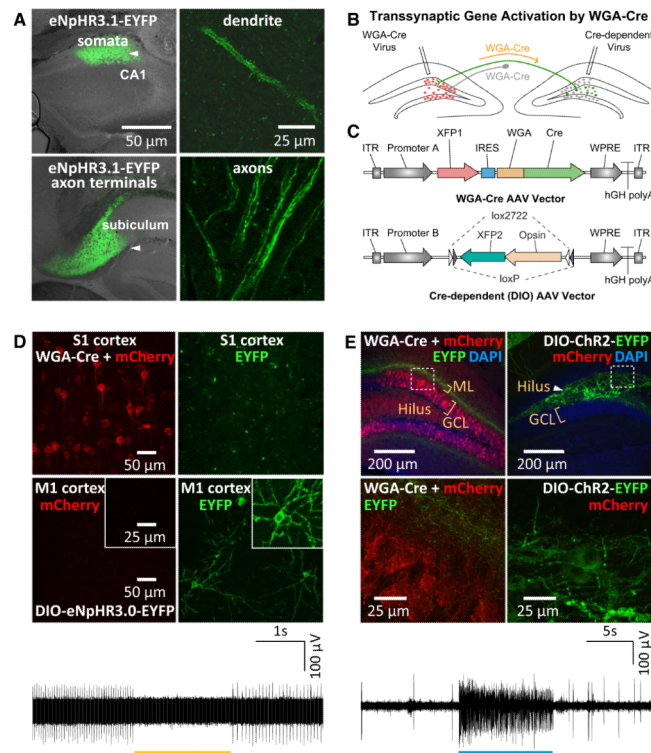 A
eNpHR3.1-EYFP
somata
CA1
50 µm
dendrite
25 µm
eNpHR3.1-EYFP
axon terminals
subiculum
axons
B
Transsynaptic Gene Activation by WGA-Cre
WGA-Cre
Virus
WGA-Cre
WGA-Cre
Cre-dependent
Virus
C
ITR Promoter A
XFP1
IRES
WGA
Cre
WPRE
ITR
hGH polyA
WGA-Cre AAV Vector
lox2722
ITR Promoter B
XFP2
Opsin
WPRE
ITR
loxP
hGH polyA
Cre-dependent (DIO) AAV Vector
D
S1 cortex
WGA-Cre + mCherry
50 µm
S1 cortex
EYFP
M1 cortex
mCherry
25 µm
50 µm
DIO-eNpHR3.0-EYFP
M1 cortex
EYFP
1s
100 µV
E
WGA-Cre + mCherry
EYFP DAPI
ML
Hilus
GCL
200 µm
DIO-ChR2-EYFP
mCherry DAPI
Hilus
GCL
200 µm
WGA-Cre + mCherry
EYFP
25 µm
DIO-ChR2-EYFP
mCherry
25 µm
5s
100 µV